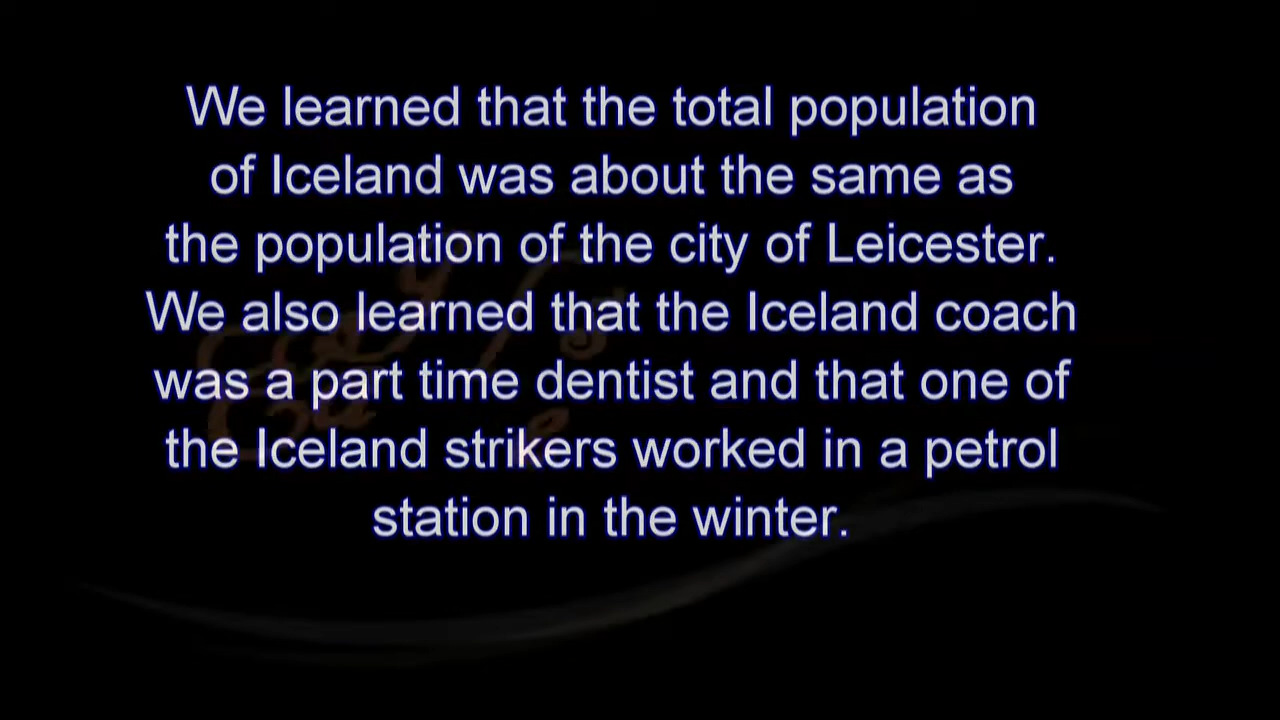 We learned that the total population
of Iceland was about the same as
the population of the city of Leicester.
We also learned that the Iceland coach
was a part time dentist and that one of
the Iceland strikers worked in a petrol
station in the winter.